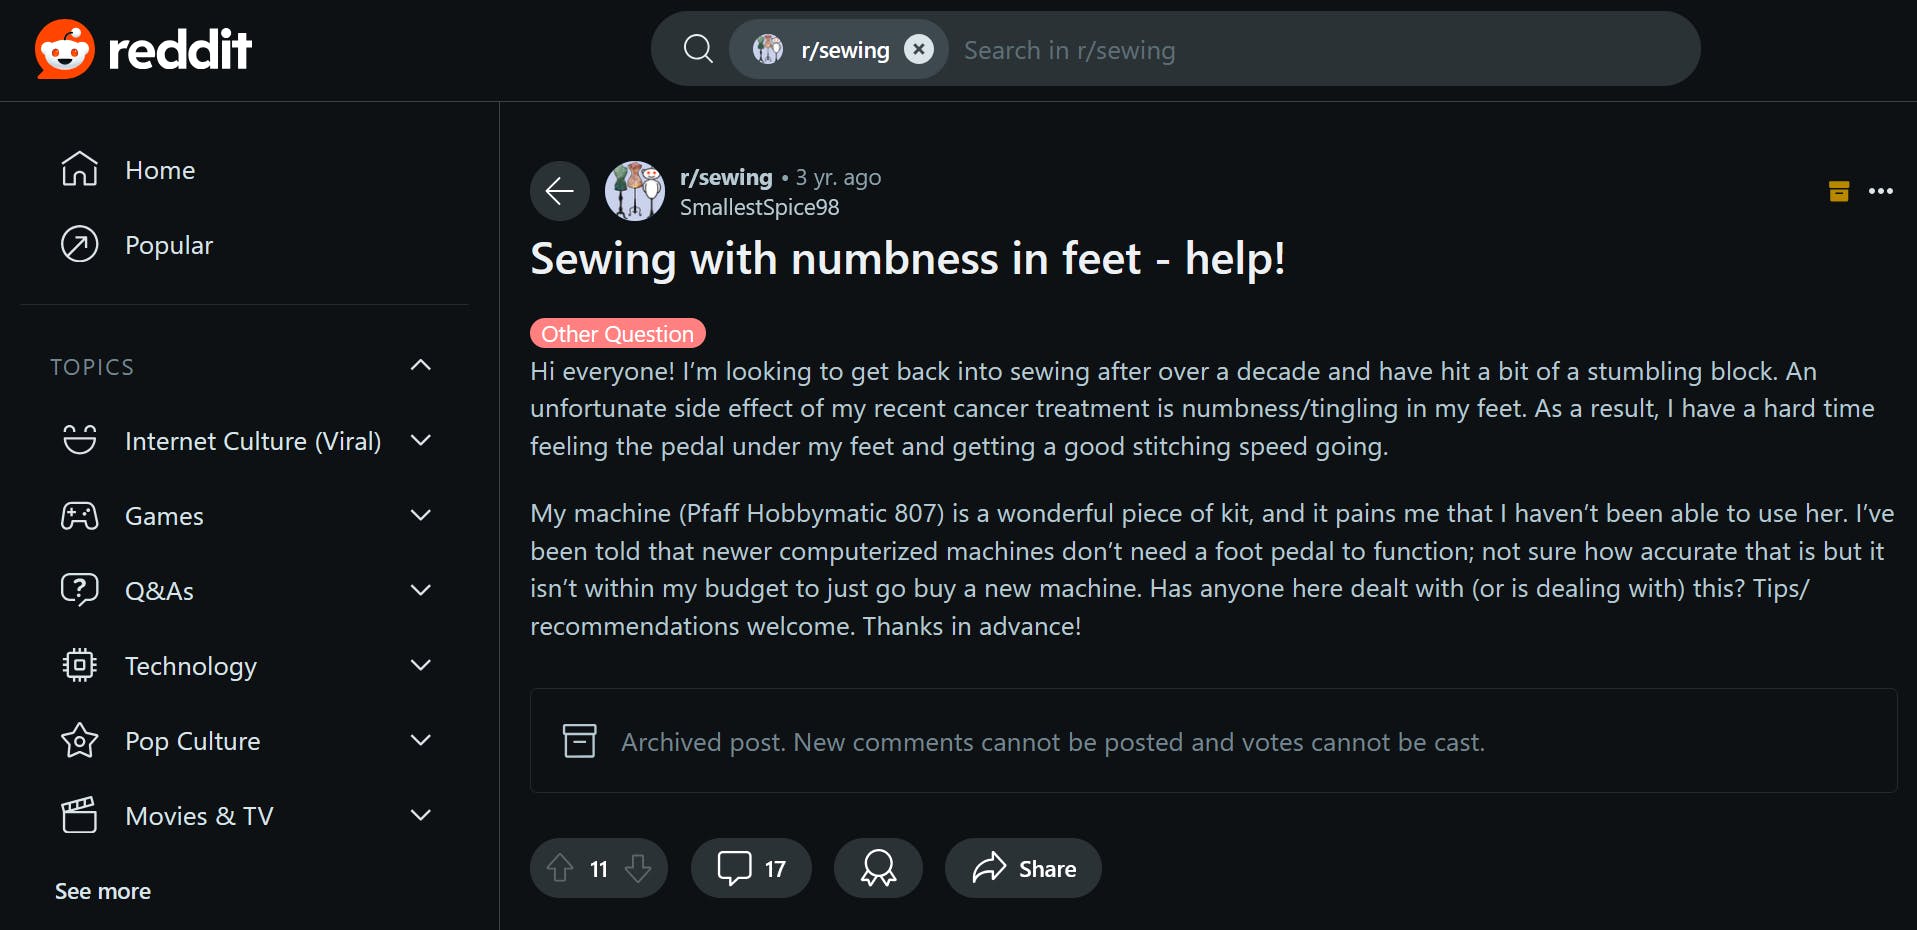 reddit
r/sewing
Search in r/sewing
Home
Popular
TOPICS
Internet Culture (Viral)
Games
Q&As
Technology
Pop Culture
Movies & TV
See more
r/sewing • 3 yr. ago
SmallestSpice98
Sewing with numbness in feet - help!
Other Question
Hi everyone! I’m looking to get back into sewing after over a decade and have hit a bit of a stumbling block. An
unfortunate side effect of my recent cancer treatment is numbness/tingling in my feet. As a result, I have a hard time
feeling the pedal under my feet and getting a good stitching speed going.
My machine (Pfaff Hobbymatic 807) is a wonderful piece of kit, and it pains me that I haven’t been able to use her. I’ve
been told that newer computerized machines don’t need a foot pedal to function; not sure how accurate that is but it
isn’t within my budget to just go buy a new machine. Has anyone here dealt with (or is dealing with) this? Tips/
recommendations welcome. Thanks in advance!
Archived post. New comments cannot be posted and votes cannot be cast.
11
17
Share